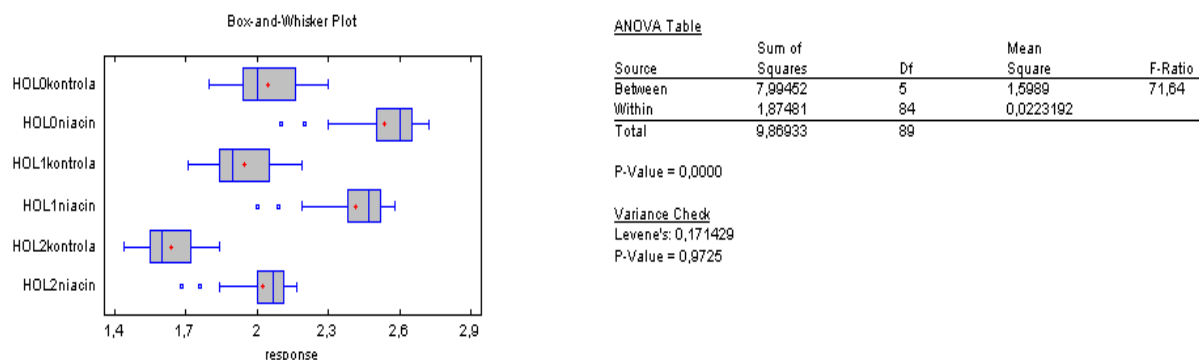 Box-and-Whisker Plot
HOL0kontrola
HOL0niacin
HOL1kontrola
HOL1niacin
HOL2kontrola
HOL2niacin
1,4 1,7 2 2,3 2,6 2,9
response
ANOVA Table
Sum of Mean
Source Squares Df Square F-Ratio
Between 7,99452 5 1,5989 71,64
Within 1,87481 84 0,0223192
Total 9,86933 89
P-Value = 0,0000
Variance Check
Levene's: 0,171429
P-Value = 0,9725